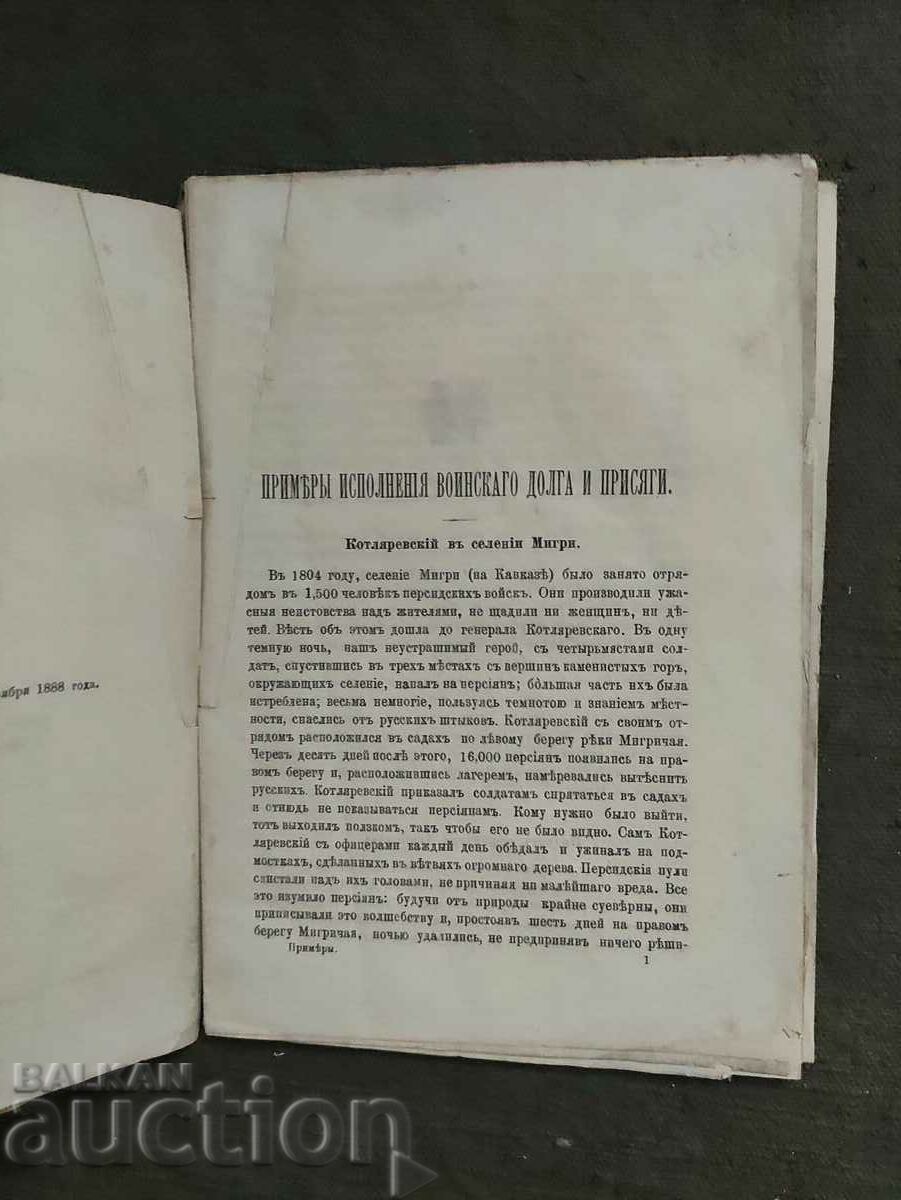 ября 1888 года.
ПРИМѢРЫ ИСПОЛНЕНІЯ ВОИНСКАГО ДОЛГА И ПРИСЯГИ.
Котляревскій въ селеніи Мигри.
Въ 1804 году, селеніе Мигри (на Кавказѣ) было занято отря-
домъ въ 1,500 человѣкъ персидскихъ войскъ. Они производили ужа-
сныя неистовства надъ жителями, не щадили ни женщинъ, ни дѣ-
тей. Вѣсть объ этомъ дошла до генерала Котляревскаго. Въ одну
темную ночь, нашъ неустрашимый герой, съ четырьмястами сол-
датъ, спустившись въ трехъ мѣстахъ съ вершинъ каменистыхъ горъ,
окружающихъ селеніе, напалъ на персіянъ; бо́льшая часть ихъ была
истреблена; весьма немногіе, пользуясь темнотою и знаніемъ мѣст-
ности, спаслись отъ русскихъ штыковъ. Котляревскій съ своимъ от-
рядомъ расположился въ садахъ по лѣвому берегу рѣки Мигричая.
Черезъ десять дней послѣ этого, 16,000 персіянъ появились на пра-
вомъ берегу и, расположившись лагеремъ, намѣревались вытѣснить
русскихъ. Котляревскій приказалъ солдатамъ спрятаться въ садахъ
и отнюдь не показываться персіянамъ. Кому нужно было выйти,
тотъ выходилъ ползкомъ, такъ чтобы его не было видно. Самъ Кот-
ляревскій съ офицерами каждый день обѣдалъ и ужиналъ на под-
мосткахъ, сдѣланныхъ въ вѣтвяхъ огромнаго дерева. Персидскія пули
свистали надъ ихъ головами, не причиняя ни малѣйшаго вреда. Все
это изумило персіянъ: будучи отъ природы крайне суевѣрны, они
приписывали это волшебству и, простоявъ шесть дней на правомъ
берегу Мигричая, ночью удалились, не предпринявъ ничего рѣши-
Примѣры.
1
BALKAN
auction